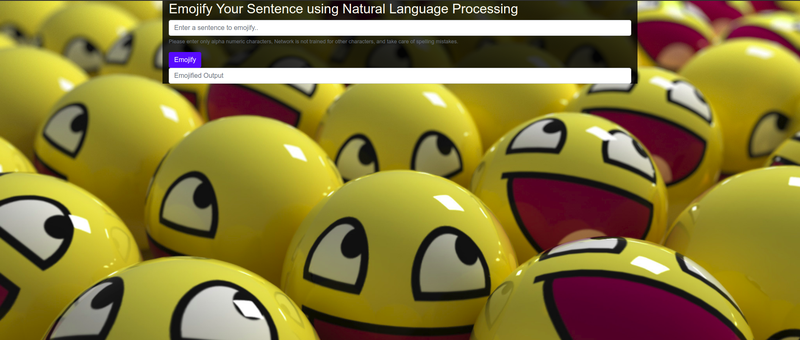 Emojify Your Sentence using Natural Language Processing
Enter a sentence to emojify..
Please enter only alpha numeric characters, Network is not trained for other characters, and take care of spelling mistakes.
Emojify
Emojified Output